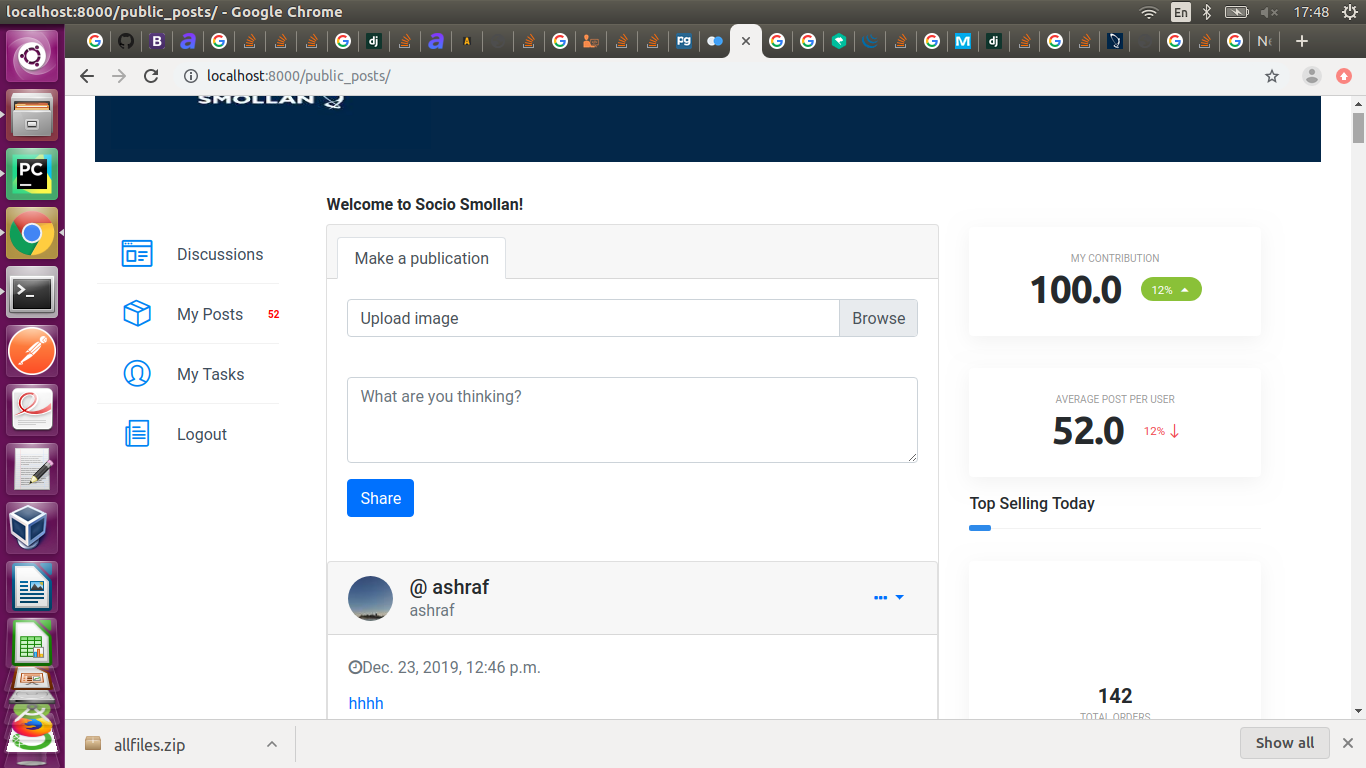 localhost:8000/public_posts/ - Google Chrome
En
17:48
localhost:8000/public_posts/
SMOLLAN
Welcome to Socio Smollan!
Discussions
My Posts 52
My Tasks
Logout
Make a publication
Upload image Browse
What are you thinking?
Share
@ ashraf
ashraf
Dec. 23, 2019, 12:46 p.m.
hhhh
MY CONTRIBUTION
100.0 12%
AVERAGE POST PER USER
52.0 12%
Top Selling Today
142
TOTAL ORDERS
allfiles.zip
Show all